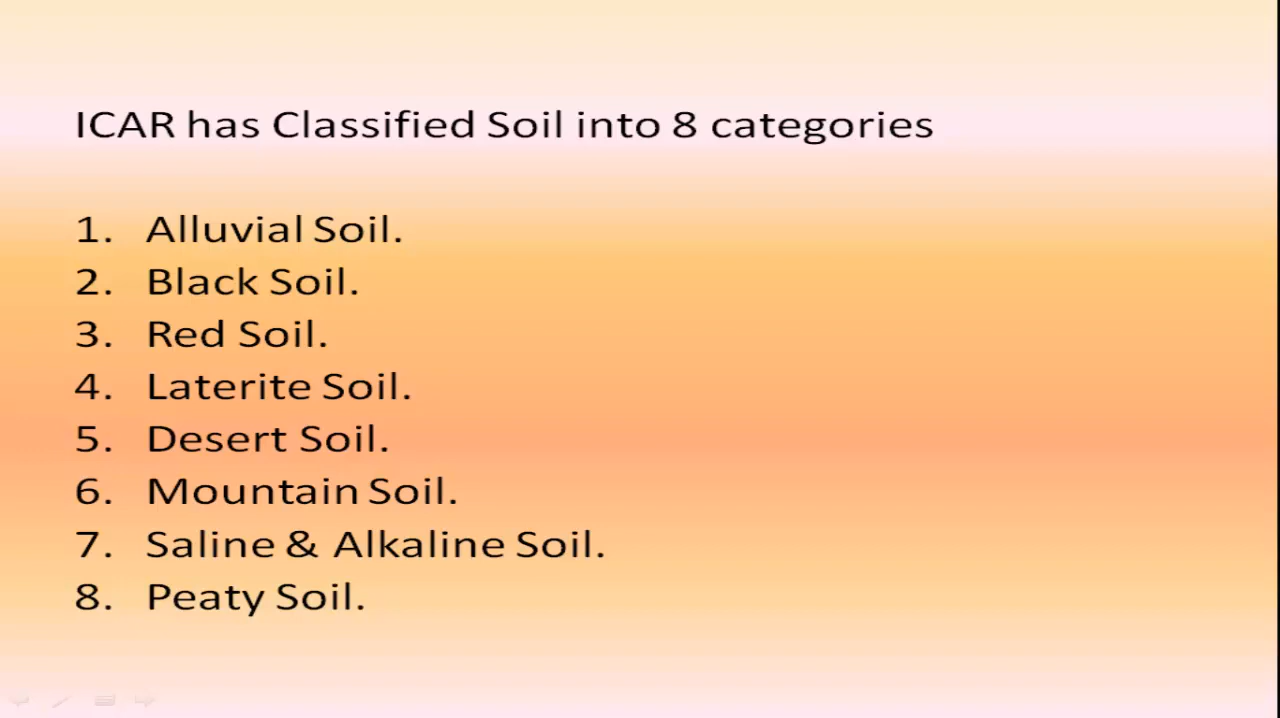 ICAR has Classified Soil into 8 categories
1. Alluvial Soil.
2. Black Soil.
3. Red Soil.
4. Laterite Soil.
5. Desert Soil.
6. Mountain Soil.
7. Saline & Alkaline Soil.
8. Peaty Soil.